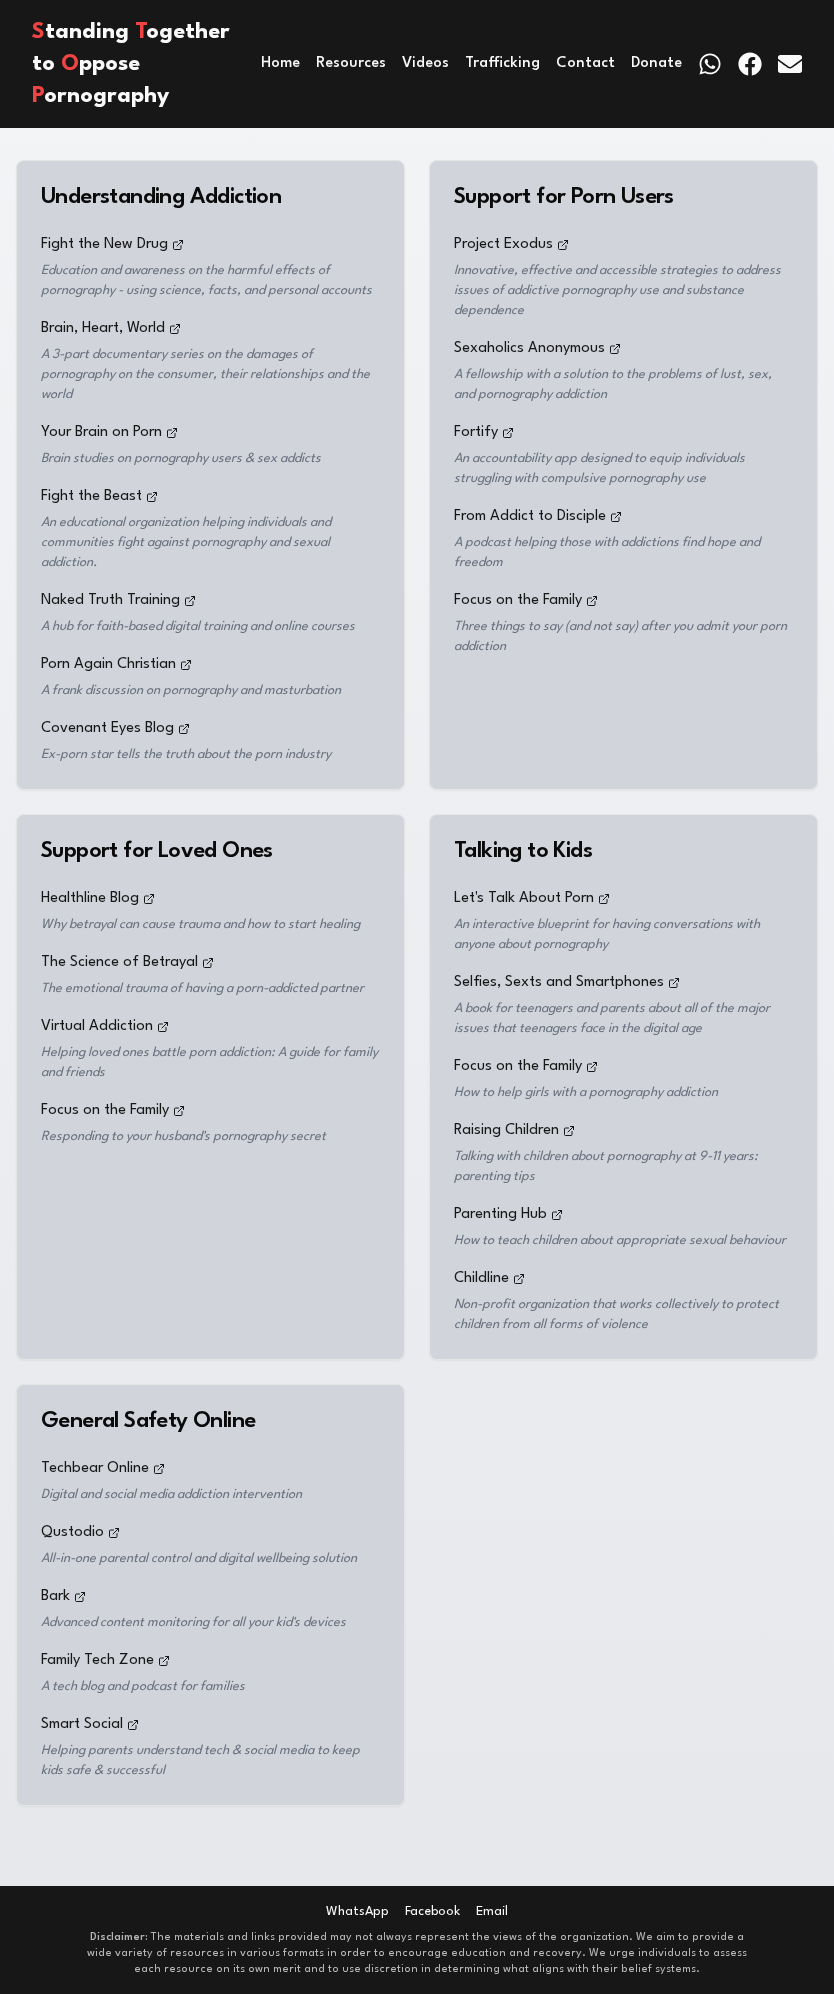 Standing Together
to Oppose
Pornography
Home Resources Videos Trafficking Contact Donate
Understanding Addiction
Fight the New Drug
Education and awareness on the harmful effects of
pornography - using science, facts, and personal accounts
Brain, Heart, World
A 3-part documentary series on the damages of
pornography on the consumer, their relationships and the
world
Your Brain on Porn
Brain studies on pornography users & sex addicts
Fight the Beast
An educational organization helping individuals and
communities fight against pornography and sexual
addiction.
Naked Truth Training
A hub for faith-based digital training and online courses
Porn Again Christian
A frank discussion on pornography and masturbation
Covenant Eyes Blog
Ex-porn star tells the truth about the porn industry
Support for Porn Users
Project Exodus
Innovative, effective and accessible strategies to address
issues of addictive pornography use and substance
dependence
Sexaholics Anonymous
A fellowship with a solution to the problems of lust, sex,
and pornography addiction
Fortify
An accountability app designed to equip individuals
struggling with compulsive pornography use
From Addict to Disciple
A podcast helping those with addictions find hope and
freedom
Focus on the Family
Three things to say (and not say) after you admit your porn
addiction
Support for Loved Ones
Healthline Blog
Why betrayal can cause trauma and how to start healing
The Science of Betrayal
The emotional trauma of having a porn-addicted partner
Virtual Addiction
Helping loved ones battle porn addiction: A guide for family
and friends
Focus on the Family
Responding to your husband's pornography secret
Talking to Kids
Let's Talk About Porn
An interactive blueprint for having conversations with
anyone about pornography
Selfies, Sexts and Smartphones
A book for teenagers and parents about all of the major
issues that teenagers face in the digital age
Focus on the Family
How to help girls with a pornography addiction
Raising Children
Talking with children about pornography at 9-11 years:
parenting tips
Parenting Hub
How to teach children about appropriate sexual behaviour
Childline
Non-profit organization that works collectively to protect
children from all forms of violence
General Safety Online
Techbear Online
Digital and social media addiction intervention
Qustodio
All-in-one parental control and digital wellbeing solution
Bark
Advanced content monitoring for all your kid's devices
Family Tech Zone
A tech blog and podcast for families
Smart Social
Helping parents understand tech & social media to keep
kids safe & successful
WhatsApp Facebook Email
Disclaimer: The materials and links provided may not always represent the views of the organization. We aim to provide a
wide variety of resources in various formats in order to encourage education and recovery. We urge individuals to assess
each resource on its own merit and to use discretion in determining what aligns with their belief systems.